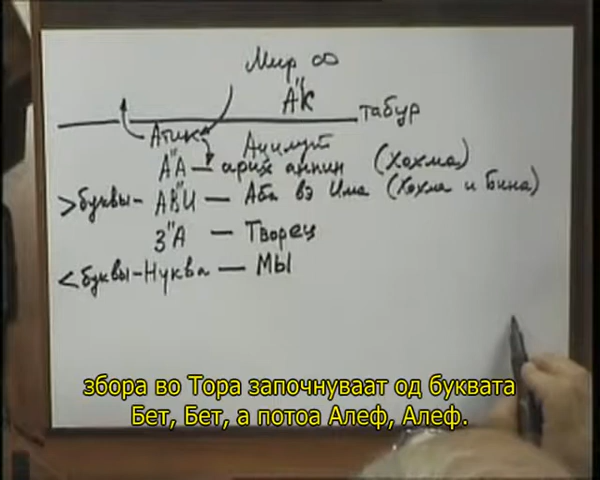 Мир ∞
А"К
табур
Атик
Ацилут
А"А — арих анпин (Хохма)
>буквы- АВ"И — Аба вэ Има (Хохма и Бина)
З"А — Творец
<буквы-Нуква — МЫ
збора во Тора започнуваат од буквата
Бет, Бет, а потоа Алеф, Алеф.